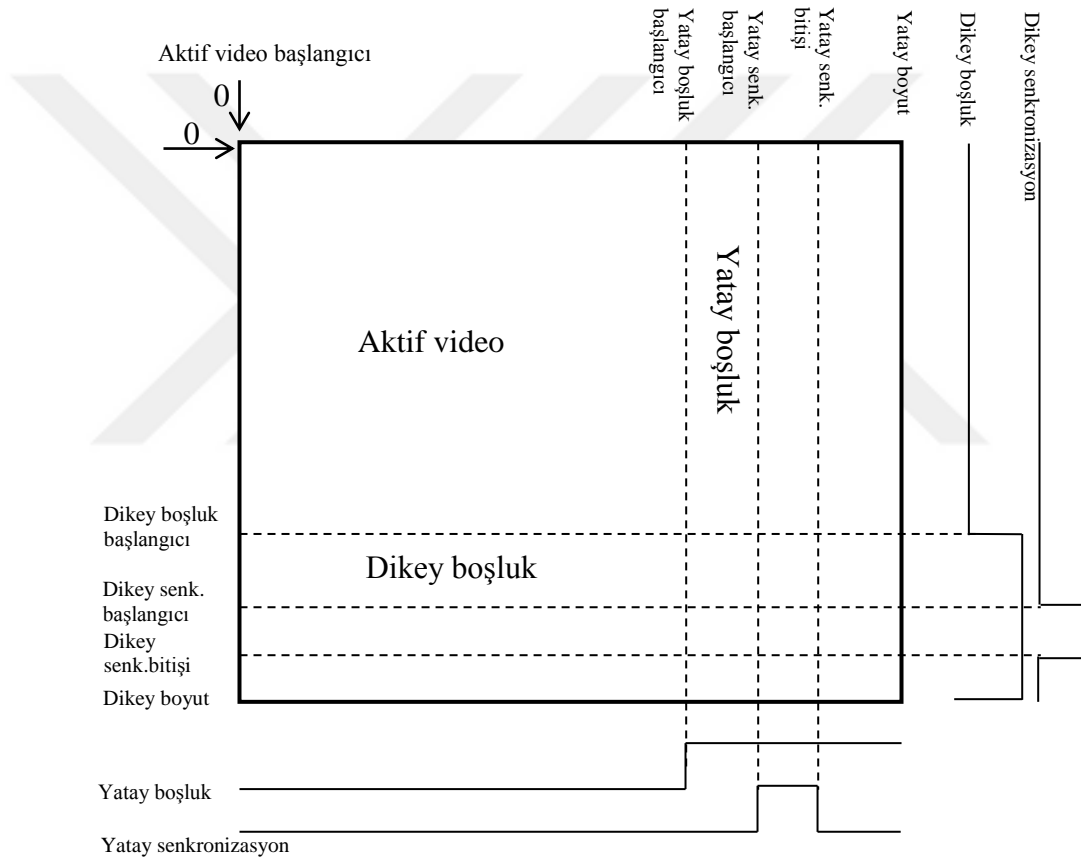 Aktif video başlangıcı
0
0
Yatay boşluk
başlangıcı
Yatay senk.
başlangıcı
Yatay senk.
bitişi
Yatay boyut
Dikey boşluk
Dikey senkronizasyon
Aktif video
Yatay boşluk
Dikey boşluk
başlangıcı
Dikey boşluk
Dikey senk.
başlangıcı
Dikey
senk.bitişi
Dikey boyut
Yatay boşluk
Yatay senkronizasyon